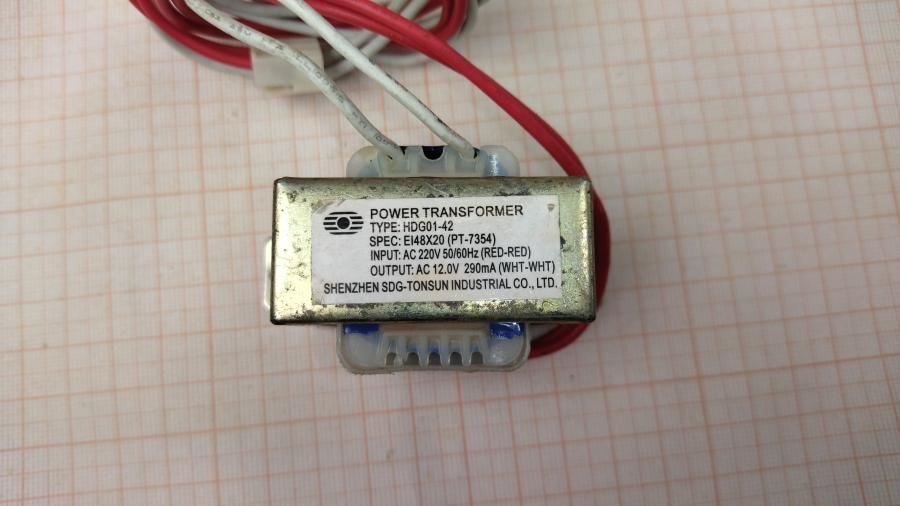 POWER TRANSFORMER
TYPE: HDG01-42
SPEC: EI48X20 (PT-7354)
INPUT: AC 220V 50/60Hz (RED-RED)
OUTPUT: AC 12.0V 290mA (WHT-WHT)
SHENZHEN SDG-TONSUN INDUSTRIAL CO., LTD.